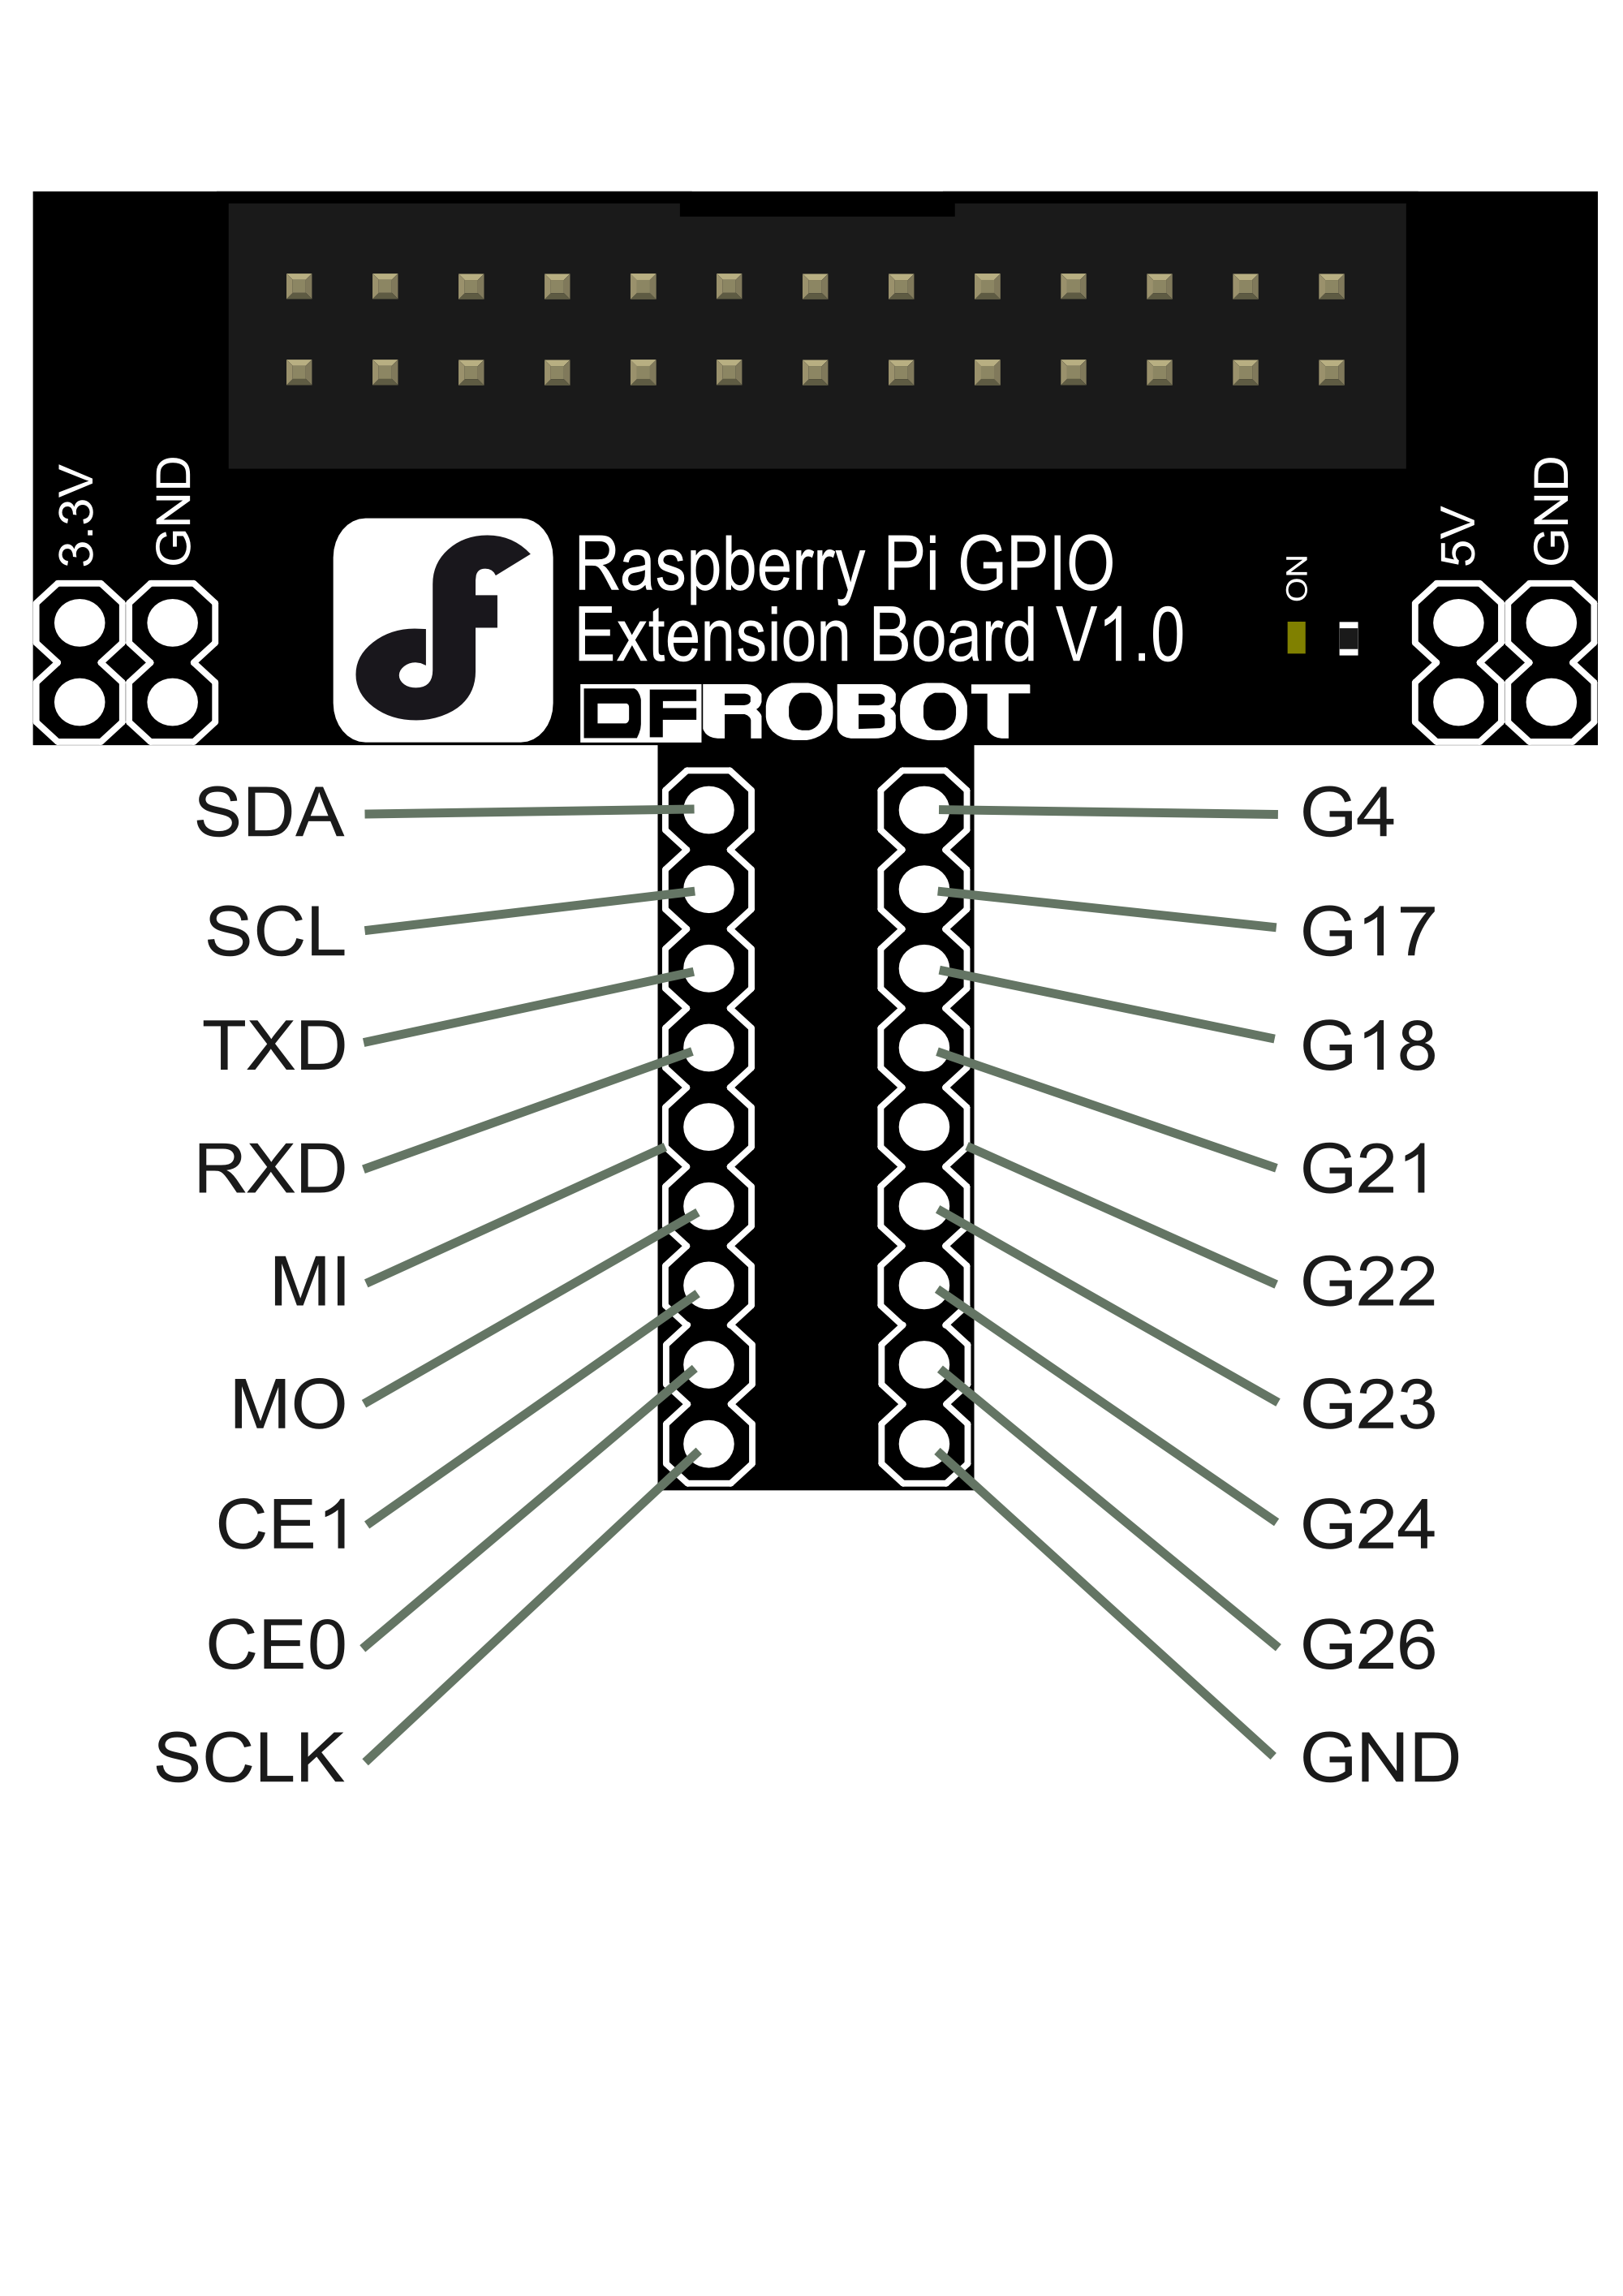 3.3V
GND
5V
GND
ON
Raspberry Pi GPIO
Extension Board V1.0
DFROBOT
SDA
G4
SCL
G17
TXD
G18
RXD
G21
MI
G22
MO
G23
CE1
G24
CE0
G26
SCLK
GND